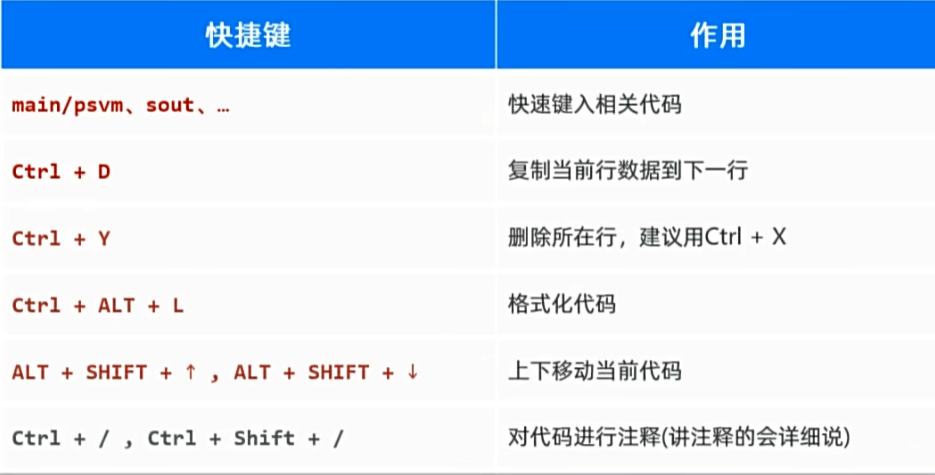 快捷键 作用
main/psvm、sout、… 快速键入相关代码
Ctrl + D 复制当前行数据到下一行
Ctrl + Y 删除所在行，建议用Ctrl + X
Ctrl + ALT + L 格式化代码
ALT + SHIFT + ↑ , ALT + SHIFT + ↓ 上下移动当前代码
Ctrl + / , Ctrl + Shift + / 对代码进行注释(讲注释的会详细说)